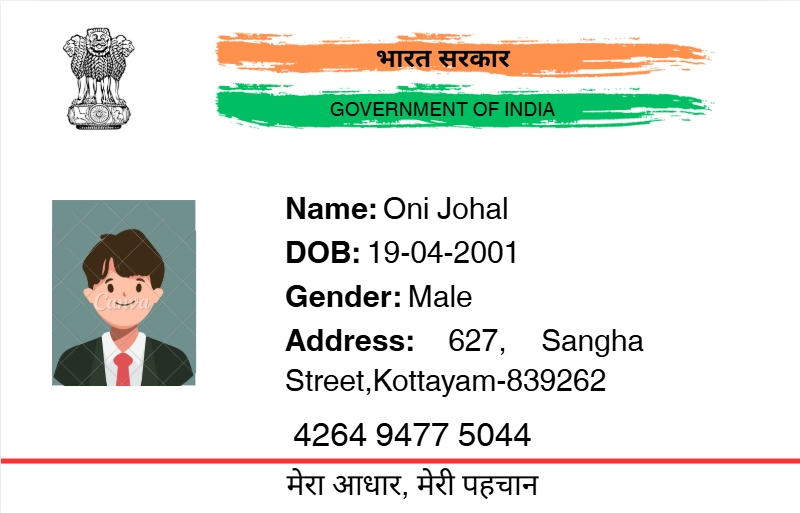 भारत सरकार
GOVERNMENT OF INDIA
Name: Oni Johal
DOB: 19-04-2001
Gender: Male
Address: 627, Sangha
Street,Kottayam-839262
Canva
4264 9477 5044
मेरा आधार, मेरी पहचान